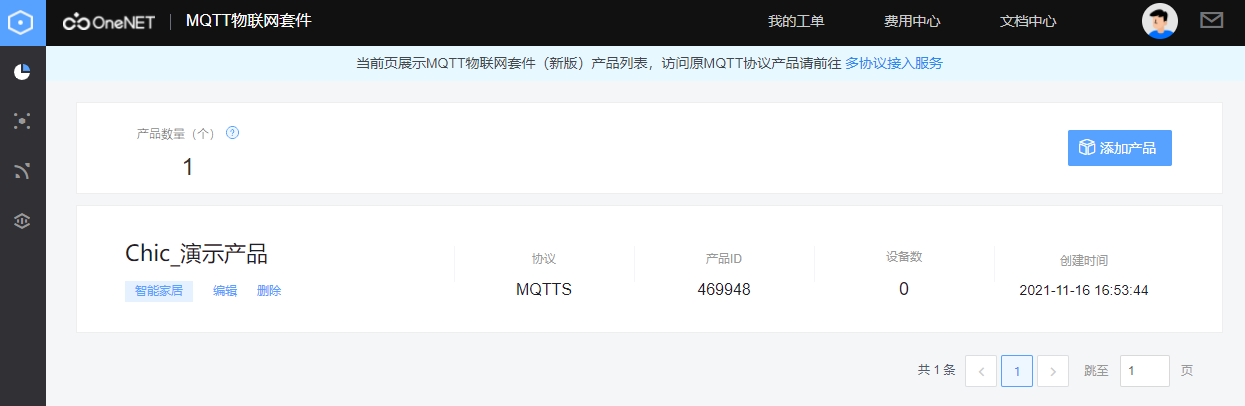 OneNET | MQTT物联网套件 我的工单 费用中心 文档中心
当前页展示MQTT物联网套件（新版）产品列表，访问原MQTT协议产品请前往 多协议接入服务
产品数量（个） ?
1
添加产品
Chic_演示产品
智能家居 编辑 删除
协议
MQTTS
产品ID
469948
设备数
0
创建时间
2021-11-16 16:53:44
共 1 条 < 1 > 跳至 1 页